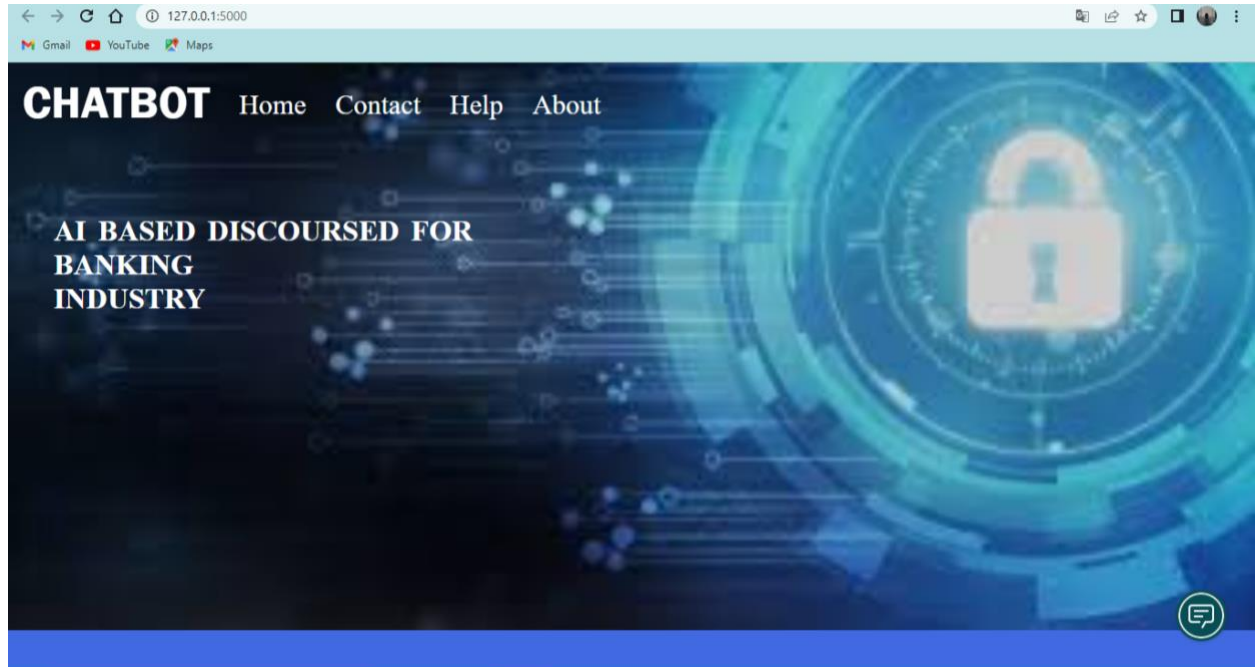 127.0.0.1:5000
Gmail YouTube Maps
CHATBOT Home Contact Help About
AI BASED DISCOURSED FOR
BANKING
INDUSTRY